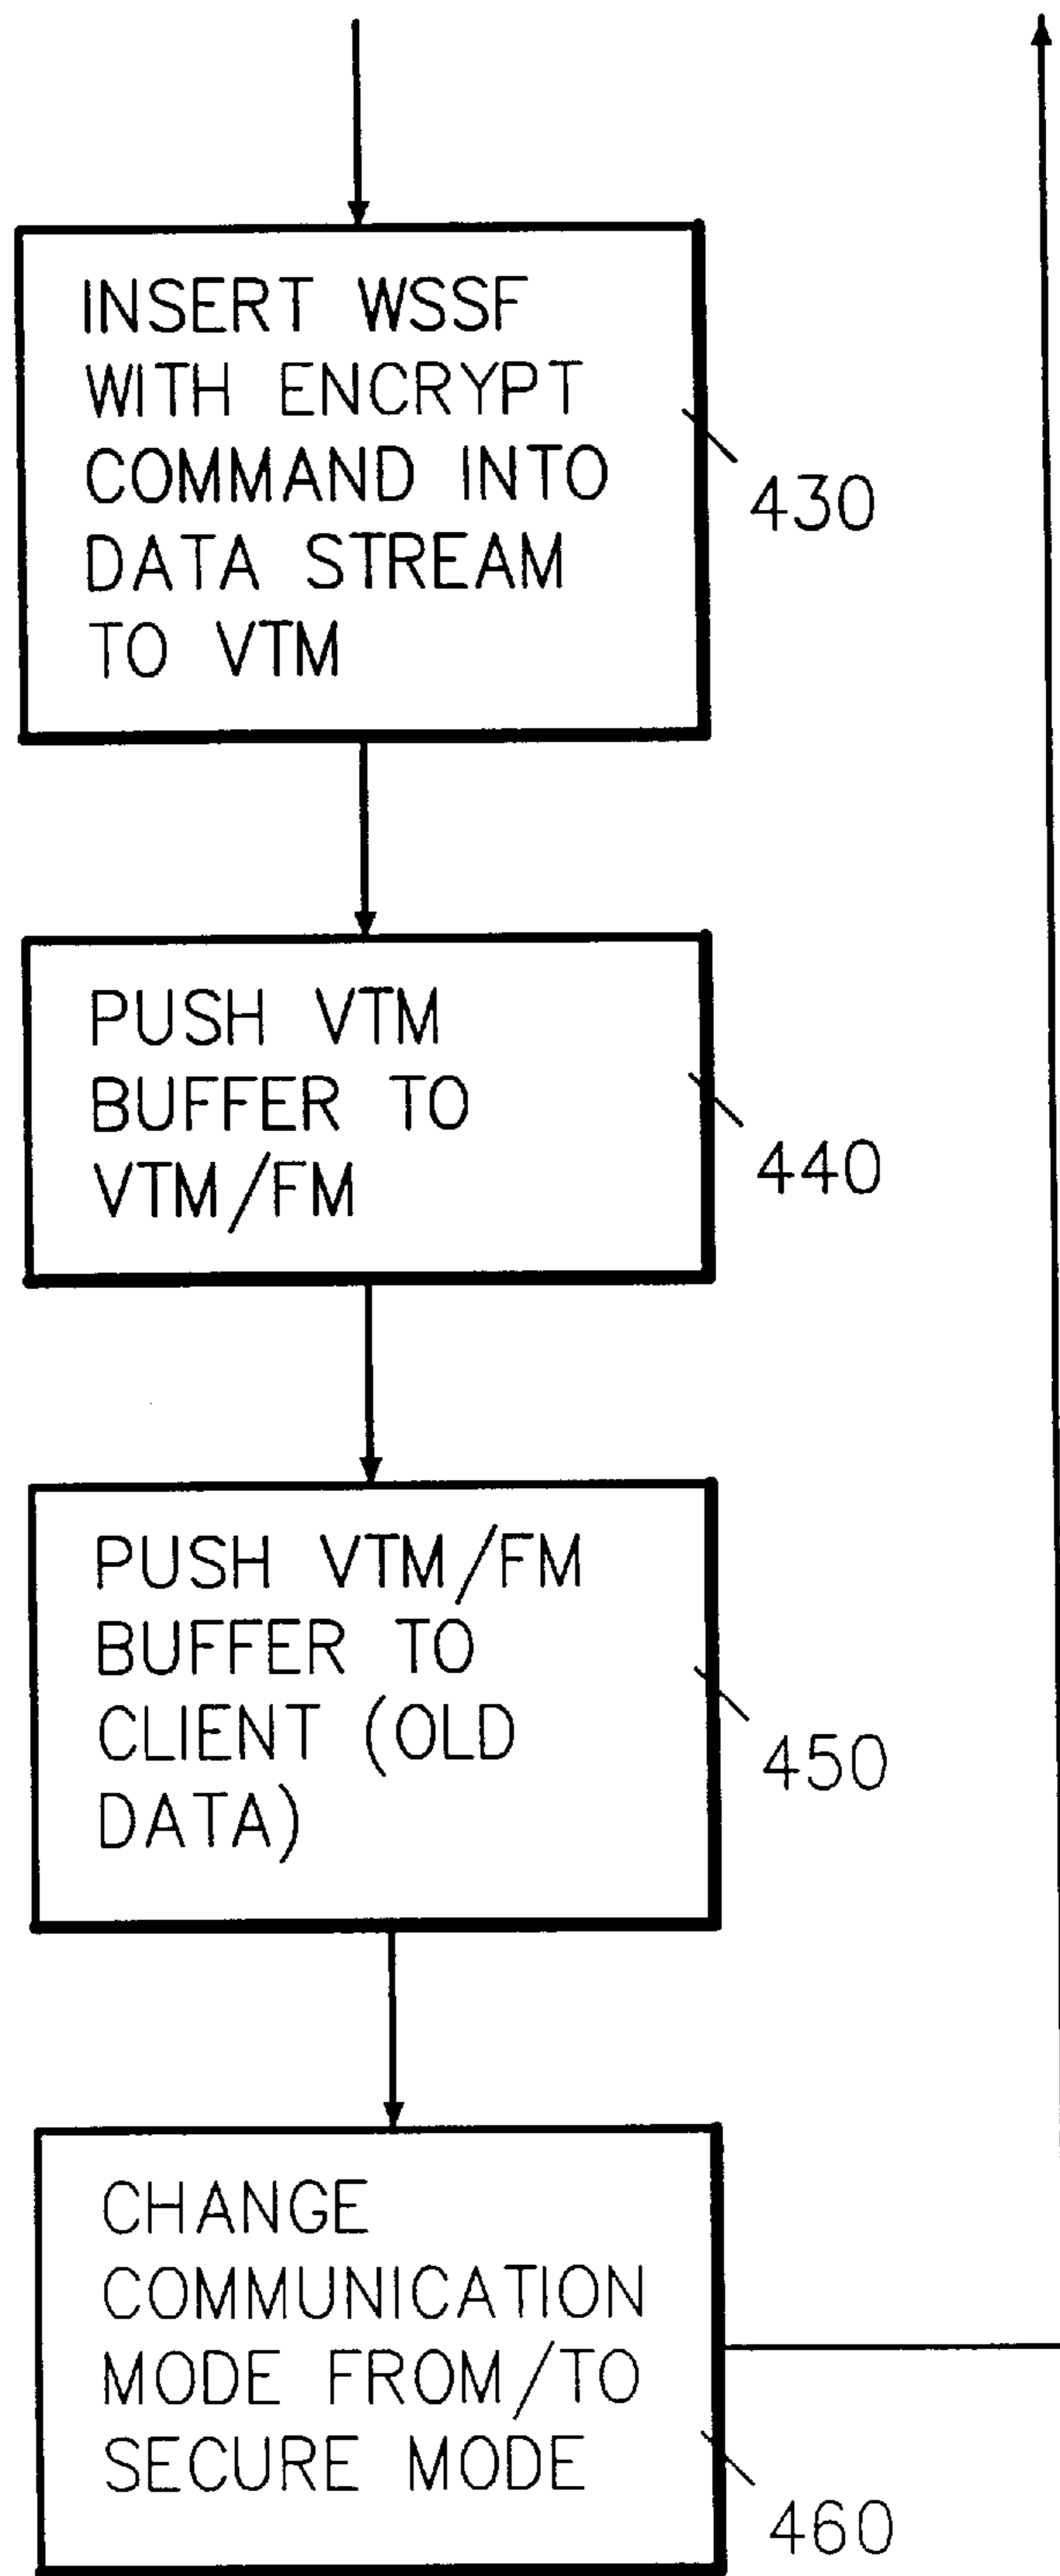 INSERT WSSF
WITH ENCRYPT
COMMAND INTO
DATA STREAM
TO VTM
430
PUSH VTM
BUFFER TO
VTM/FM
440
PUSH VTM/FM
BUFFER TO
CLIENT (OLD
DATA)
450
CHANGE
COMMUNICATION
MODE FROM/TO
SECURE MODE
460